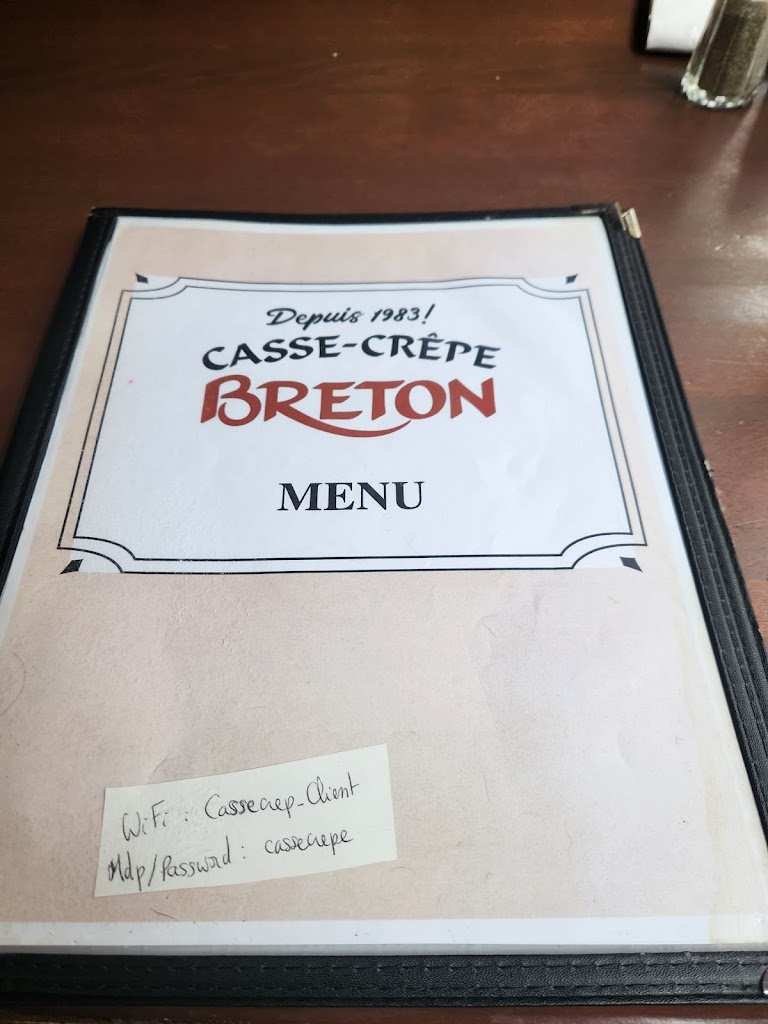 Depuis 1983!
CASSE-CRÊPE
BRETON
MENU
WiFi : Cassecrep-Client
Mdp/Password : cassecrepe